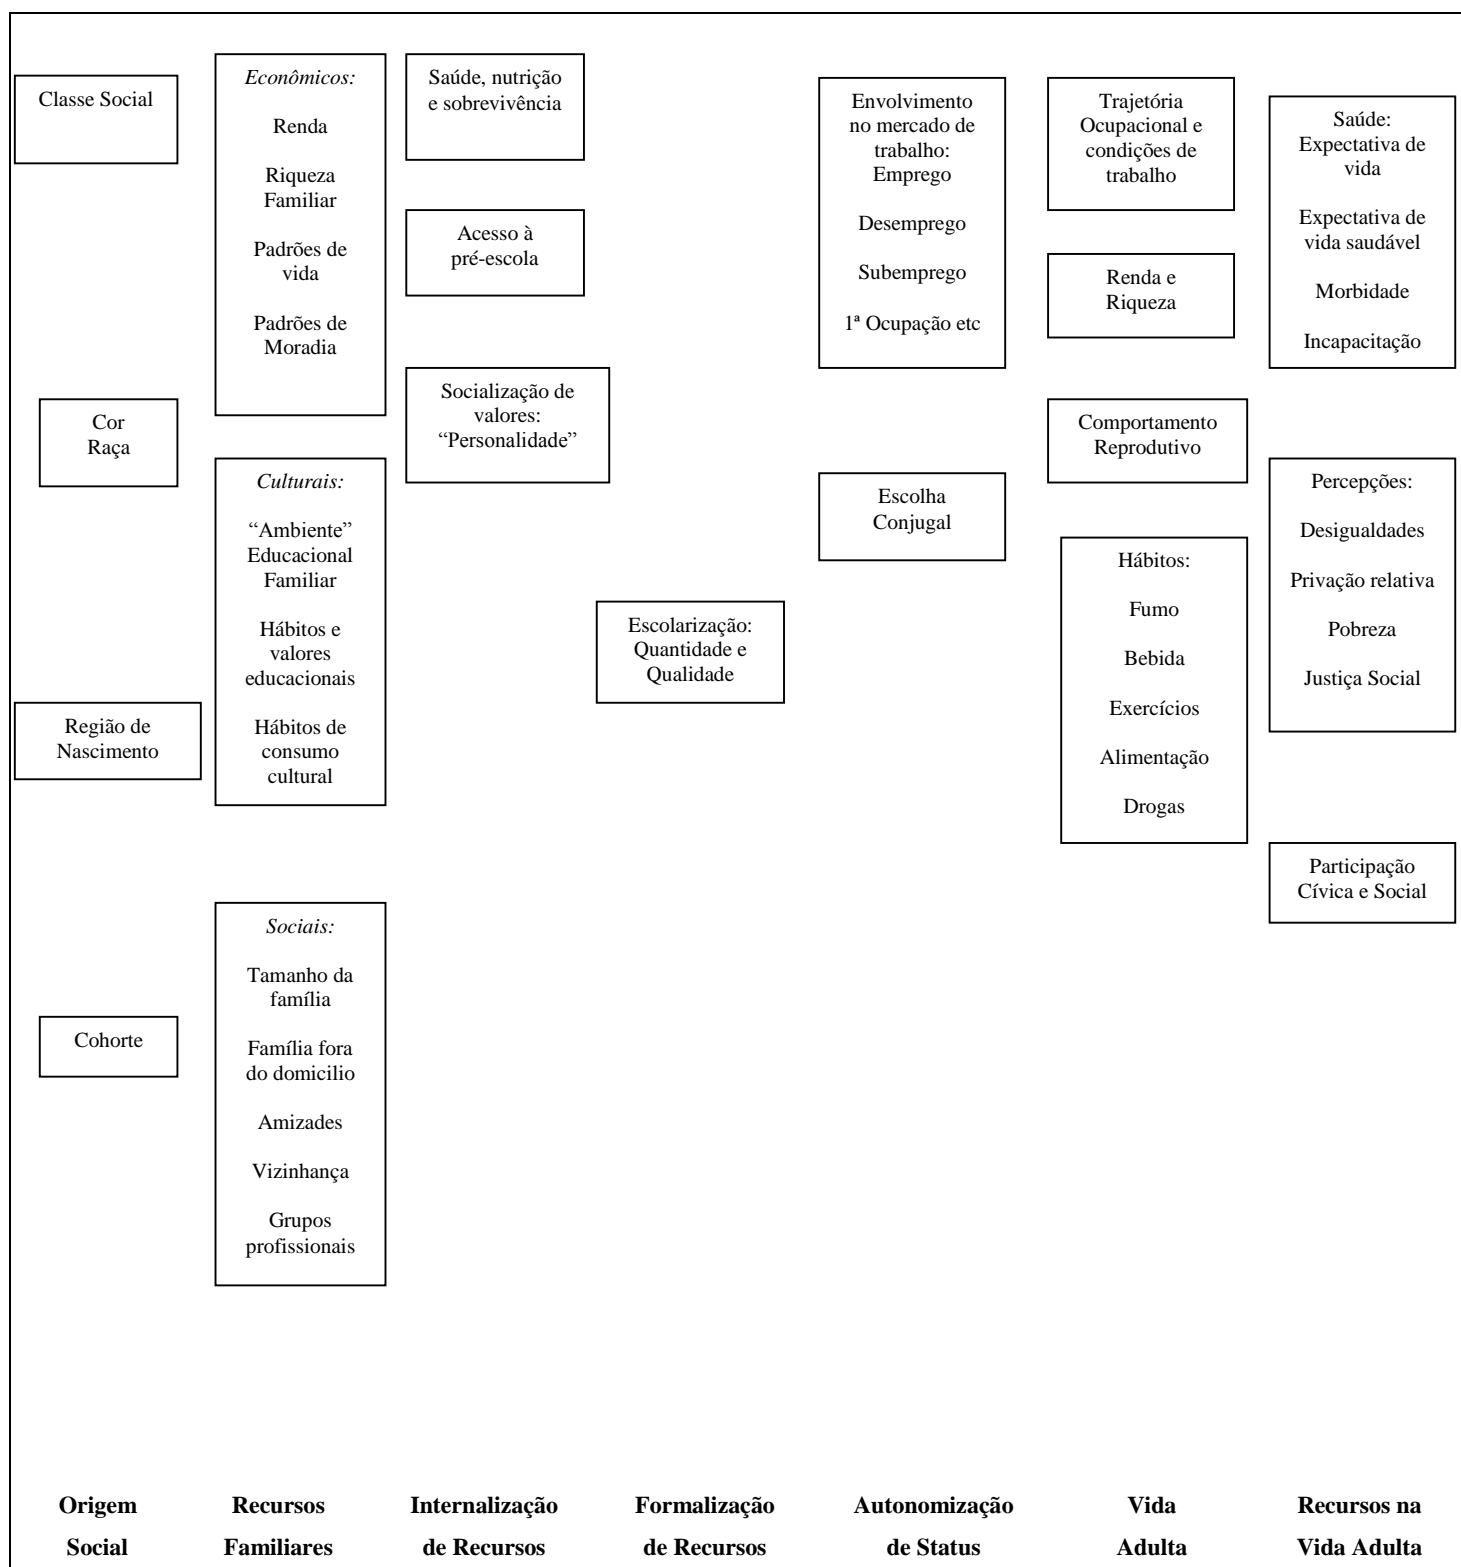 Classe Social
Cor
Raça
Região de
Nascimento
Cohorte
Econômicos:
Renda
Riqueza
Familiar
Padrões de
vida
Padrões de
Moradia
Culturais:
“Ambiente”
Educacional
Familiar
Hábitos e
valores
educacionais
Hábitos de
consumo
cultural
Sociais:
Tamanho da
família
Família fora
do domicilio
Amizades
Vizinhança
Grupos
profissionais
Saúde, nutrição
e sobrevivência
Acesso à
pré-escola
Socialização de
valores:
“Personalidade”
Escolarização:
Quantidade e
Qualidade
Envolvimento
no mercado de
trabalho:
Emprego
Desemprego
Subemprego
1ª Ocupação etc
Escolha
Conjugal
Trajetória
Ocupacional e
condições de
trabalho
Renda e
Riqueza
Comportamento
Reprodutivo
Hábitos:
Fumo
Bebida
Exercícios
Alimentação
Drogas
Saúde:
Expectativa de
vida
Expectativa de
vida saudável
Morbidade
Incapacitação
Percepções:
Desigualdades
Privação relativa
Pobreza
Justiça Social
Participação
Cívica e Social
Origem
Social
Recursos
Familiares
Internalização
de Recursos
Formalização
de Recursos
Autonomização
de Status
Vida
Adulta
Recursos na
Vida Adulta